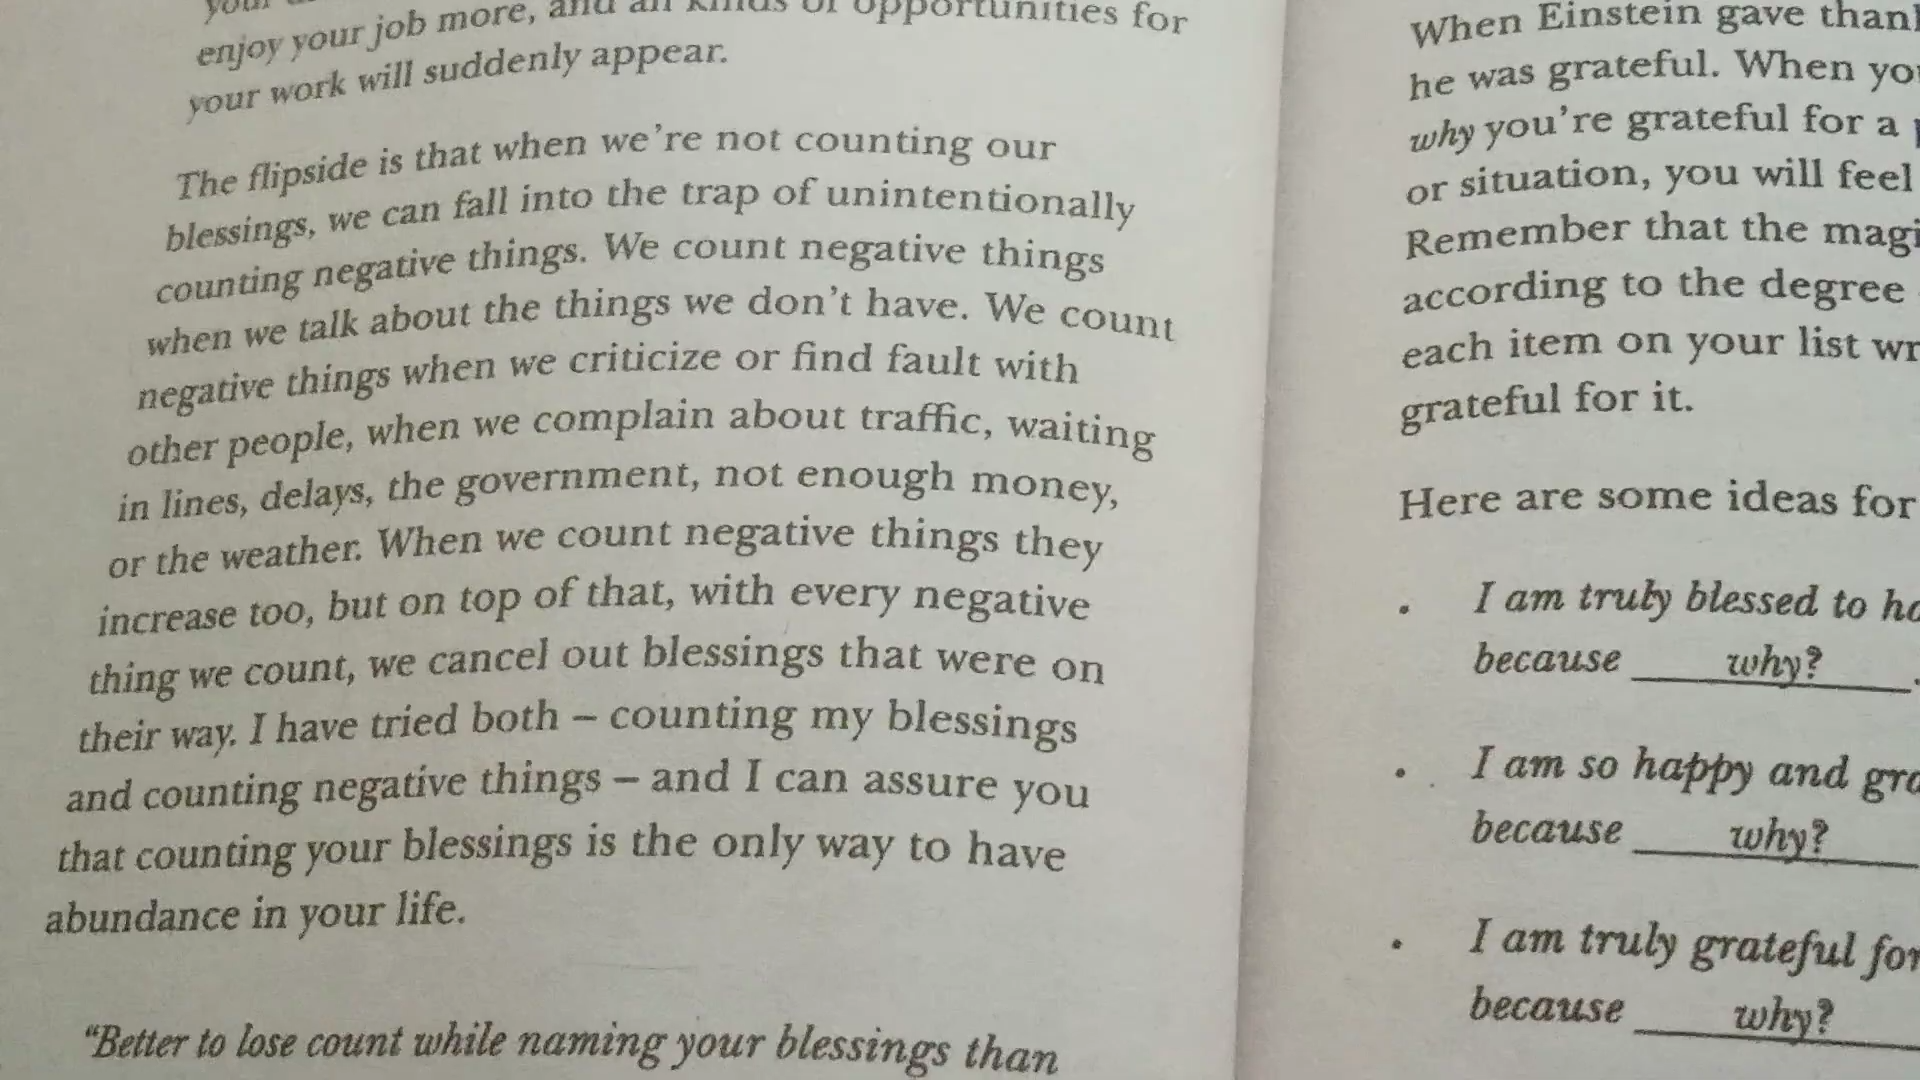 enjoy your job more, and all kinds of opportunities for
your work will suddenly appear.
The flipside is that when we're not counting our
blessings, we can fall into the trap of unintentionally
counting negative things. We count negative things
when we talk about the things we don't have. We count
negative things when we criticize or find fault with
other people, when we complain about traffic, waiting
in lines, delays, the government, not enough money,
or the weather. When we count negative things they
increase too, but on top of that, with every negative
thing we count, we cancel out blessings that were on
their way. I have tried both – counting my blessings
and counting negative things – and I can assure you
that counting your blessings is the only way to have
abundance in your life.
"Better to lose count while naming your blessings than
When Einstein gave
he was grateful. When
why you're grateful for a
or situation, you will feel
Remember that the
according to the degree
each item on your list
grateful for it.
Here are some ideas for
• I am truly blessed to
because why?
• I am so happy and
because why?
• I am truly grateful for
because why?